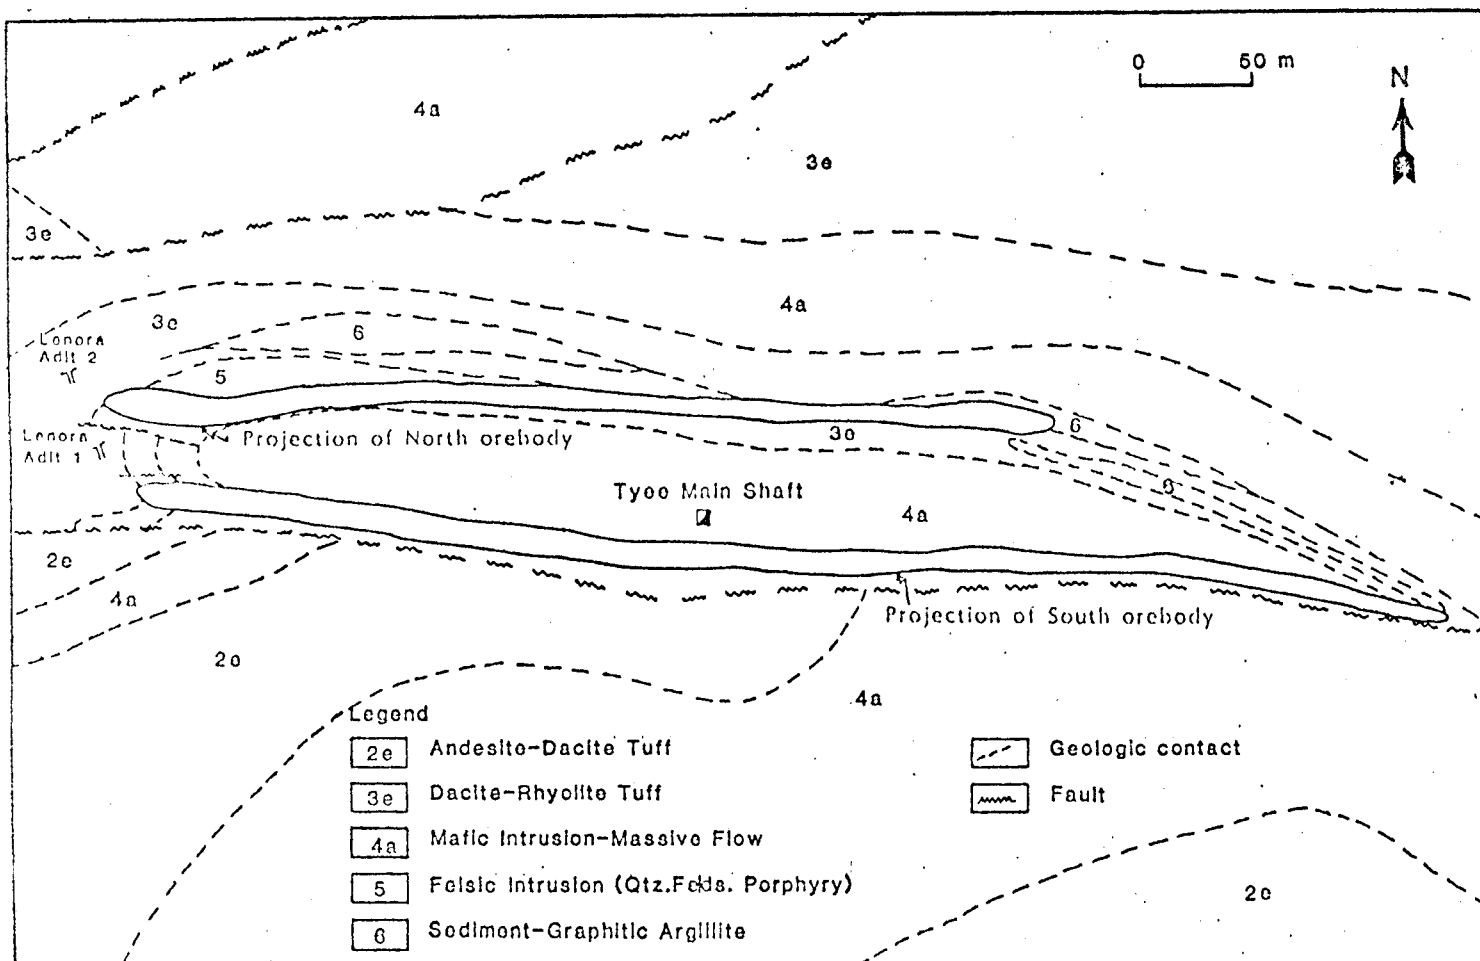 0 50 m
N
4a
3e
3e
4a
3e
6
Lenora
Adit 2
5
6
Lenora
Adit 1
Projection of North orebody
3e
6
Tyee Main Shaft
4a
2e
4a
Projection of South orebody
2e
4a
Legend
2e Andesite-Dacite Tuff
3e Dacite-Rhyolite Tuff
4a Mafic Intrusion-Massive Flow
5 Felsic Intrusion (Qtz.Felds. Porphyry)
6 Sediment-Graphitic Argillite
Geologic contact
Fault
2e